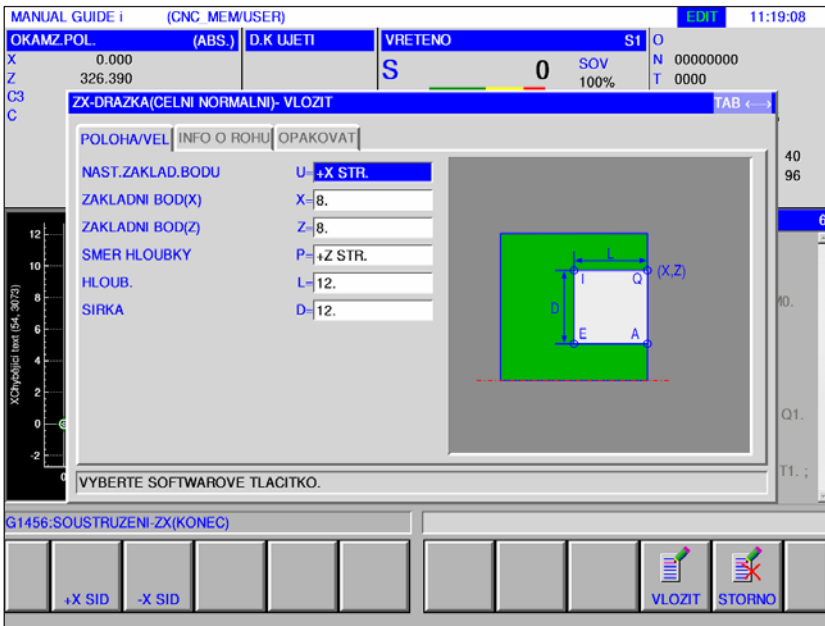 MANUAL GUIDE i (CNC_MEM/USER) EDIT 11:19:08
OKAMZ.POL. (ABS.) D.K UJETI VRETENO S1 O
X 0.000
Z 326.390
C3
C
S 0 SOV
100%
N 00000000
T 0000
ZX-DRAZKA(CELNI NORMALNI)- VLOZIT TAB ←→
POLOHA/VEL INFO O ROHU OPAKOVAT
NAST.ZAKLAD.BODU U= +X STR.
ZAKLADNI BOD(X) X= 8.
ZAKLADNI BOD(Z) Z= 8.
SMER HLOUBKY P= +Z STR.
HLOUB. L= 12.
SIRKA D= 12.
L
I Q (X,Z)
D
E A
40
96
6
12
10
8
6
4
2
0
-2
0
XChybějící text (54, 3073)
Q1.
T1. ;
VYBERTE SOFTWAROVE TLACITKO.
G1456:SOUSTRUZENI-ZX(KONEC)
+X SID -X SID VLOZIT STORNO